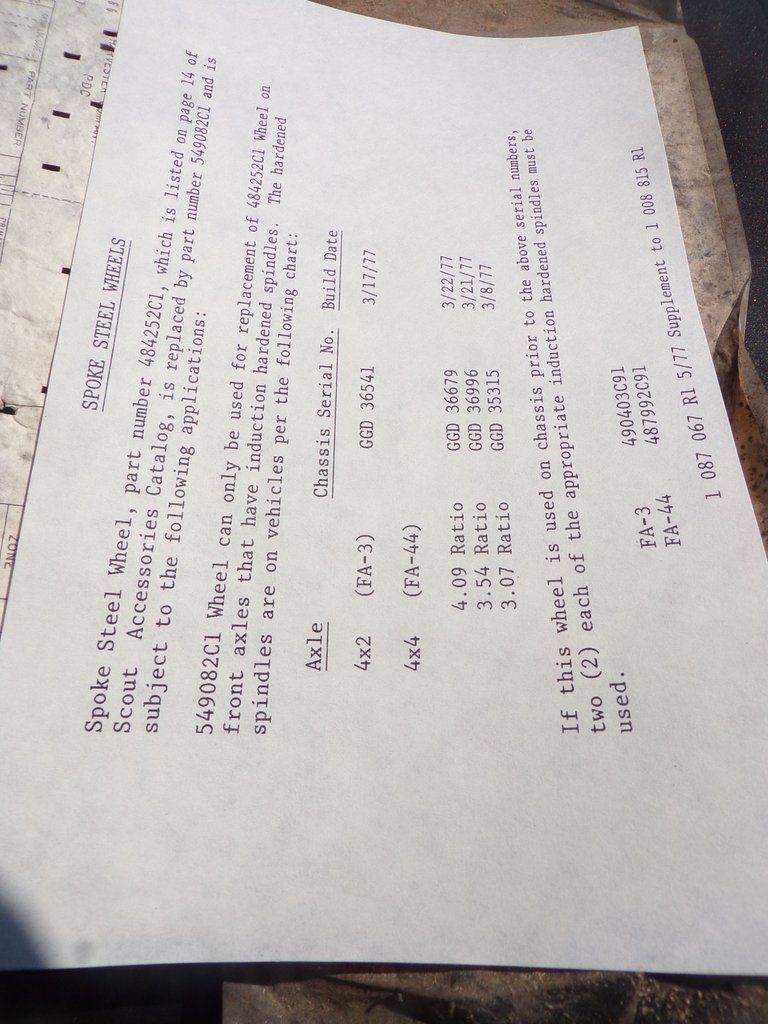 SPOKE STEEL WHEELS
Spoke Steel Wheel, part number 484252C1, which is listed on page 14 of
Scout Accessories Catalog, is replaced by part number 549082C1 and is
subject to the following applications:
549082C1 Wheel can only be used for replacement of 484252C1 Wheel on
front axles that have induction hardened spindles. The hardened
spindles are on vehicles per the following chart:
Axle Chassis Serial No. Build Date
4x2 (FA-3) GGD 36541 3/17/77
4x4 (FA-44)
4.09 Ratio GGD 36679 3/22/77
3.54 Ratio GGD 36996 3/21/77
3.07 Ratio GGD 35315 3/8/77
If this wheel is used on chassis prior to the above serial numbers,
two (2) each of the appropriate induction hardened spindles must be
used.
FA-3 490403C91
FA-44 487992C91
1 087 067 R1 5/77 Supplement to 1 008 815 R1
PART NUMBER
PDC
ZONE